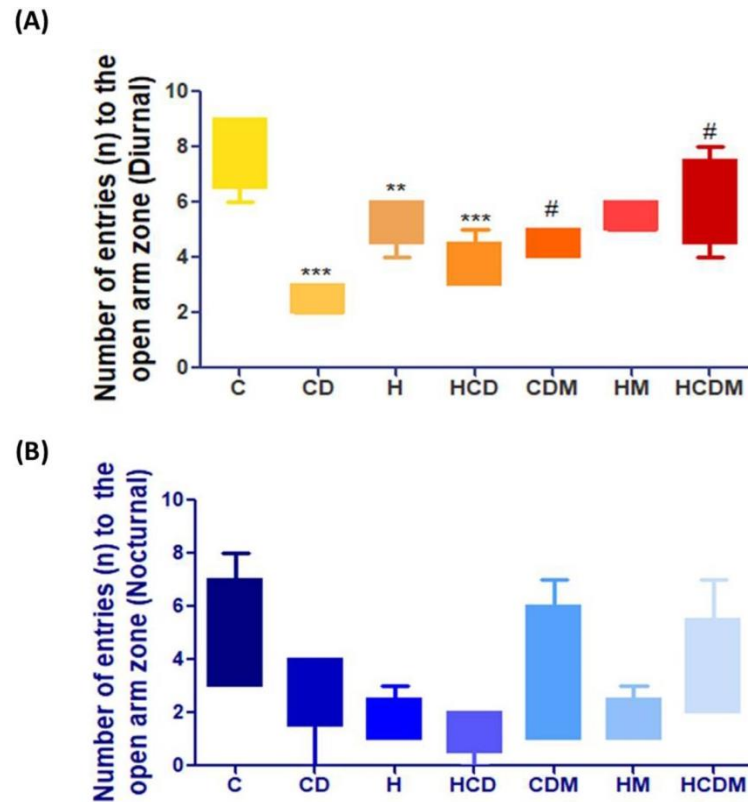 (A)
Number of entries (n) to the
open arm zone (Diurnal)
10
8
6
4
2
0
***
**
***
#
#
C CD H HCD CDM HM HCDM
(B)
Number of entries (n) to the
open arm zone (Nocturnal)
10
8
6
4
2
0
C CD H HCD CDM HM HCDM